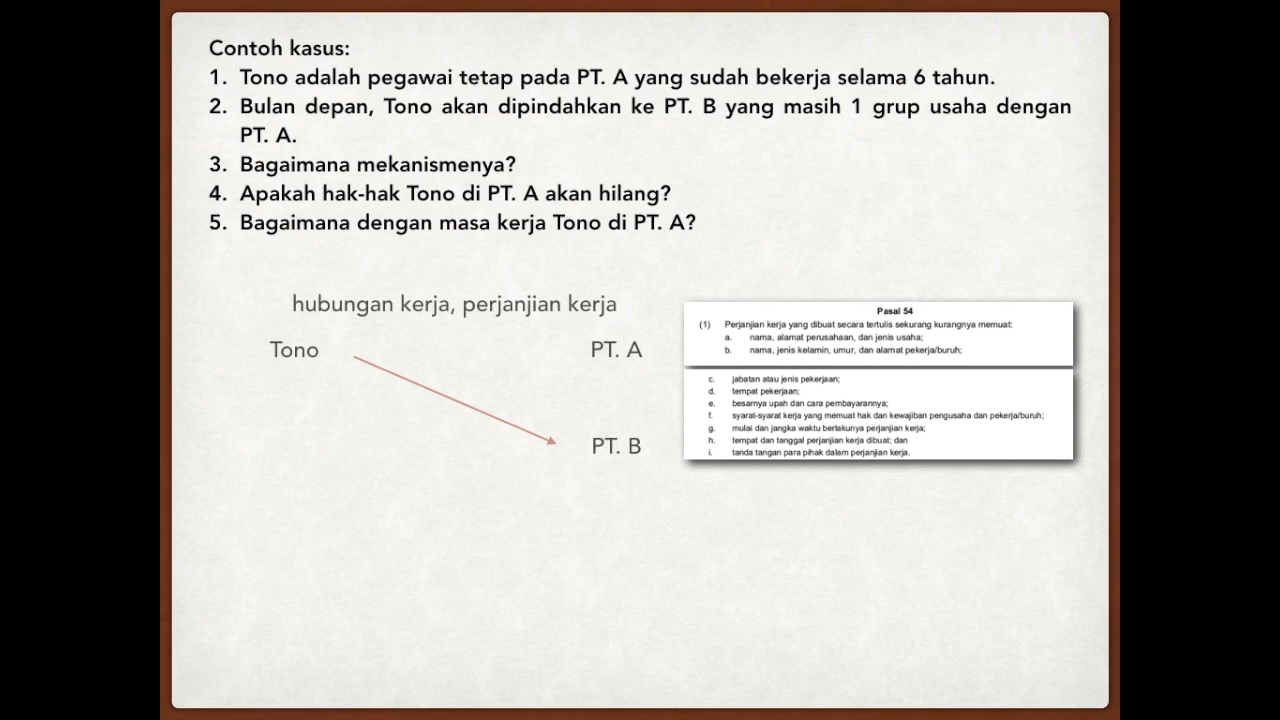 Contoh kasus:
1. Tono adalah pegawai tetap pada PT. A yang sudah bekerja selama 6 tahun.
2. Bulan depan, Tono akan dipindahkan ke PT. B yang masih 1 grup usaha dengan
PT. A.
3. Bagaimana mekanismenya?
4. Apakah hak-hak Tono di PT. A akan hilang?
5. Bagaimana dengan masa kerja Tono di PT. A?
hubungan kerja, perjanjian kerja
Tono
PT. A
PT. B
Pasal 54
(1) Perjanjian kerja yang dibuat secara tertulis sekurang kurangnya memuat:
a. nama, alamat perusahaan, dan jenis usaha;
b. nama, jenis kelamin, umur, dan alamat pekerja/buruh;
c. jabatan atau jenis pekerjaan;
d. tempat pekerjaan;
e. besarnya upah dan cara pembayarannya;
f. syarat-syarat kerja yang memuat hak dan kewajiban pengusaha dan pekerja/buruh;
g. mulai dan jangka waktu berlakunya perjanjian kerja;
h. tempat dan tanggal perjanjian kerja dibuat; dan
i. tanda tangan para pihak dalam perjanjian kerja.